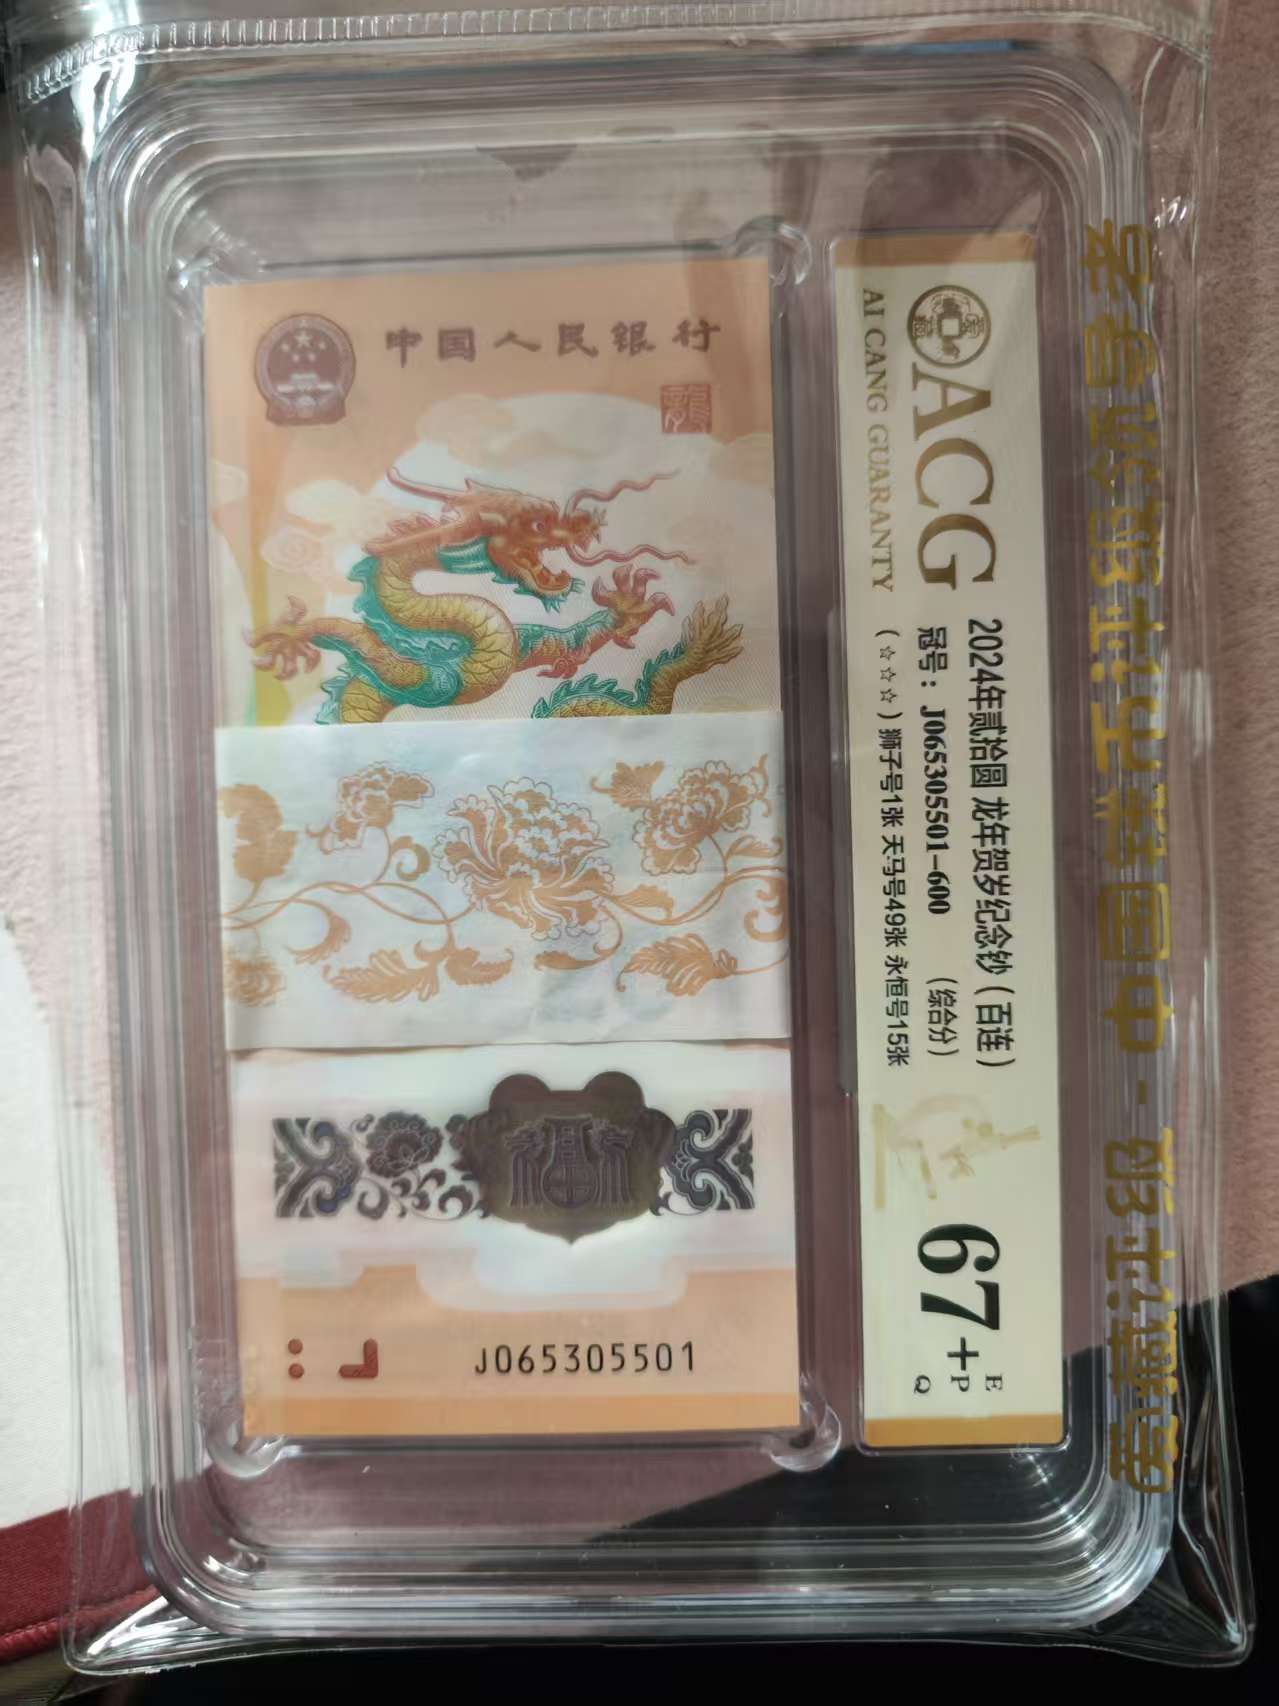 中国人民银行
J065305501
ACG
AI CANG GUARANTY
2024年贰拾圆 龙年贺岁纪念钞（百连）
冠号：J065305501-600 （综合分）
（☆☆☆）狮子号1张 天马号49张 永恒号15张
67+
E
P
Q